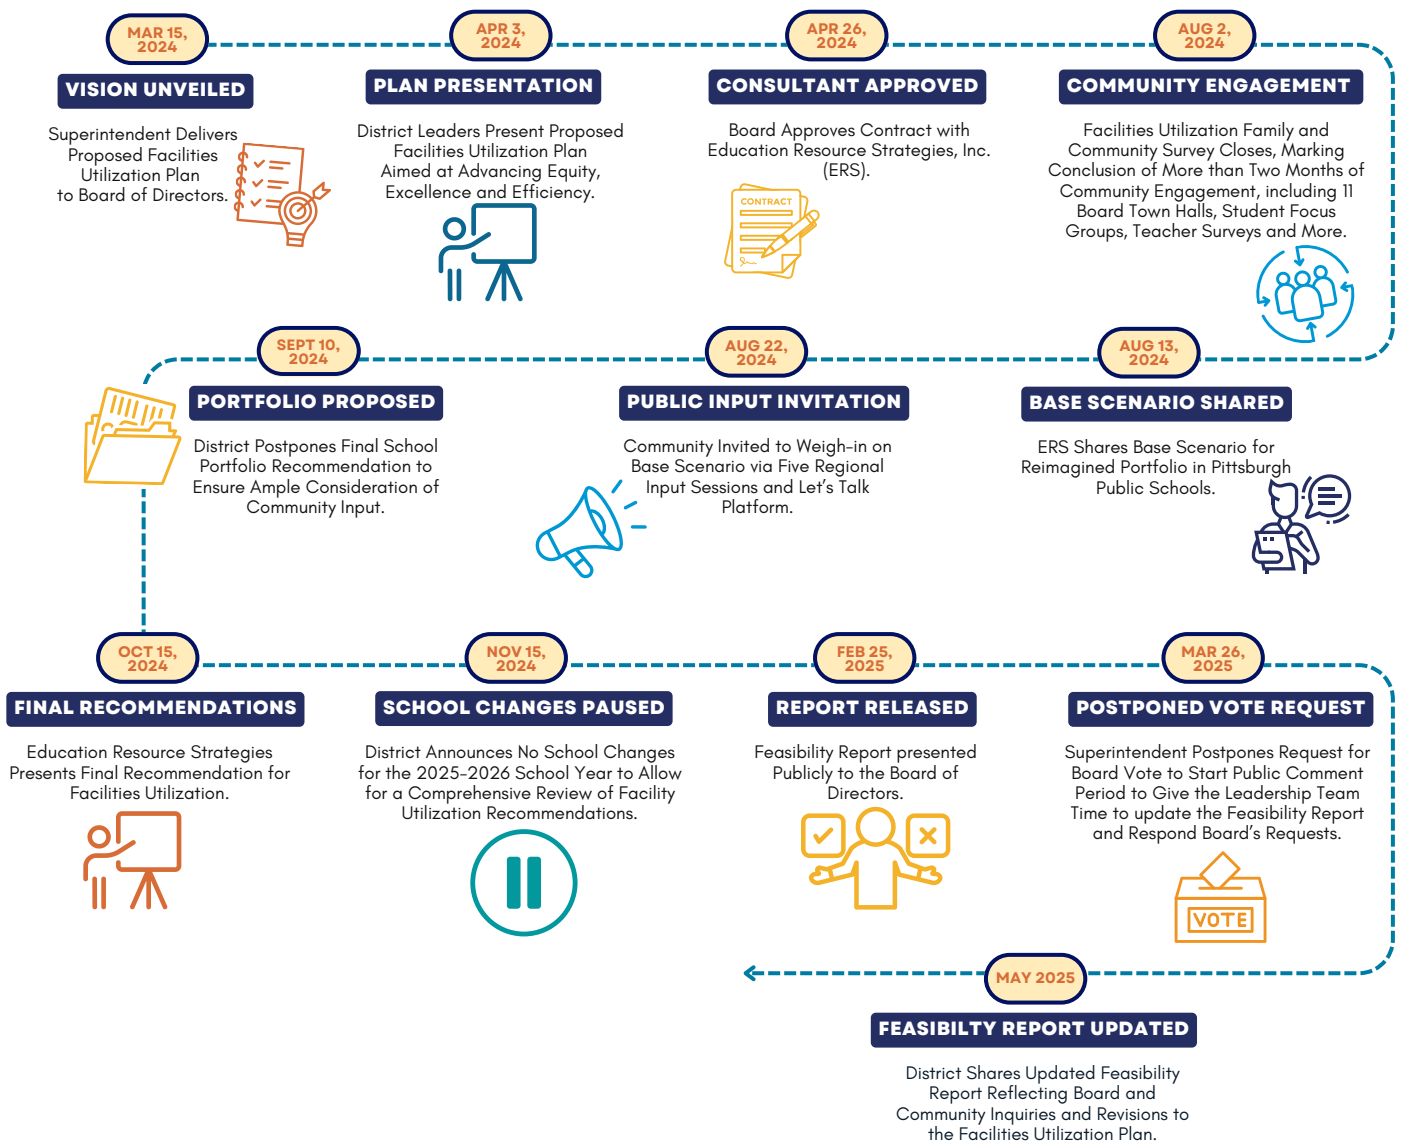 MAR 15,
2024
VISION UNVEILED
Superintendent Delivers
Proposed Facilities
Utilization Plan
to Board of Directors.
APR 3,
2024
PLAN PRESENTATION
District Leaders Present Proposed
Facilities Utilization Plan
Aimed at Advancing Equity,
Excellence and Efficiency.
APR 26,
2024
CONSULTANT APPROVED
Board Approves Contract with
Education Resource Strategies, Inc.
(ERS).
CONTRACT
AUG 2,
2024
COMMUNITY ENGAGEMENT
Facilities Utilization Family and
Community Survey Closes, Marking
Conclusion of More than Two Months of
Community Engagement, including 11
Board Town Halls, Student Focus
Groups, Teacher Surveys and More.
AUG 13,
2024
BASE SCENARIO SHARED
ERS Shares Base Scenario for
Reimagined Portfolio in Pittsburgh
Public Schools.
AUG 22,
2024
PUBLIC INPUT INVITATION
Community Invited to Weigh-in on
Base Scenario via Five Regional
Input Sessions and Let's Talk
Platform.
SEPT 10,
2024
PORTFOLIO PROPOSED
District Postpones Final School
Portfolio Recommendation to
Ensure Ample Consideration of
Community Input.
OCT 15,
2024
FINAL RECOMMENDATIONS
Education Resource Strategies
Presents Final Recommendation for
Facilities Utilization.
NOV 15,
2024
SCHOOL CHANGES PAUSED
District Announces No School Changes
for the 2025-2026 School Year to Allow
for a Comprehensive Review of Facility
Utilization Recommendations.
FEB 25,
2025
REPORT RELEASED
Feasibility Report presented
Publicly to the Board of
Directors.
MAR 26,
2025
POSTPONED VOTE REQUEST
Superintendent Postpones Request for
Board Vote to Start Public Comment
Period to Give the Leadership Team
Time to update the Feasibility Report
and Respond Board's Requests.
VOTE
MAY 2025
FEASIBILTY REPORT UPDATED
District Shares Updated Feasibility
Report Reflecting Board and
Community Inquiries and Revisions to
the Facilities Utilization Plan.